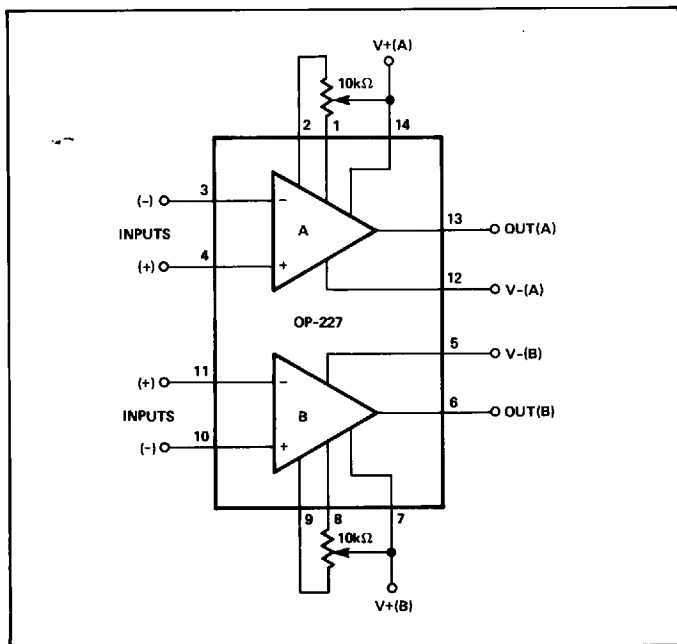 V+(A)
10kΩ
2 1 14
3
(-) −
INPUTS A 13 OUT(A)
(+) 4 +
12 V-(A)
OP-227
5 V-(B)
(+) 11 −
INPUTS B 6 OUT(B)
(-) 10 +
9 8 7
10kΩ
V+(B)